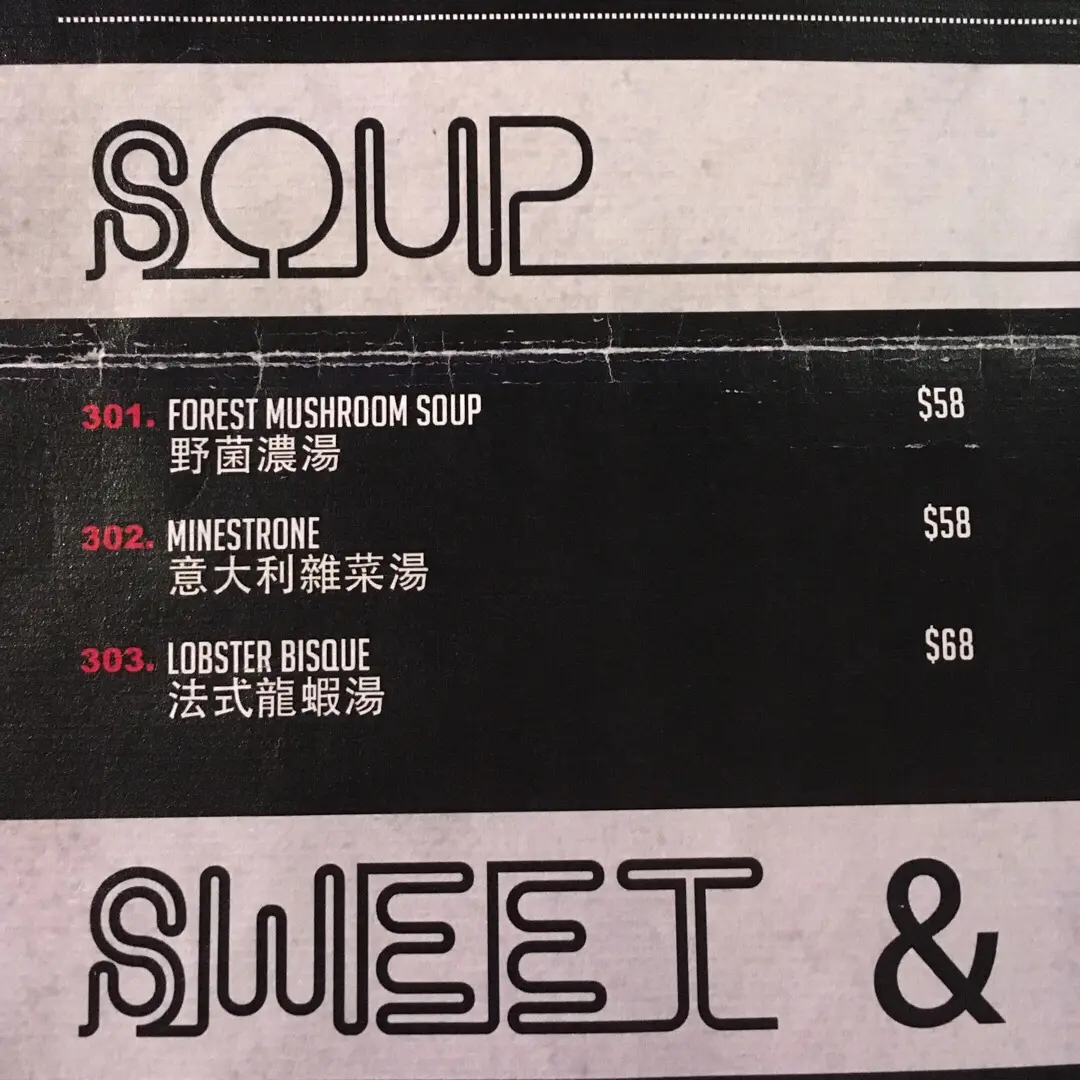 SOUP
301. FOREST MUSHROOM SOUP $58
野菌濃湯
302. MINESTRONE $58
意大利雜菜湯
303. LOBSTER BISQUE $68
法式龍蝦湯
SWEET &